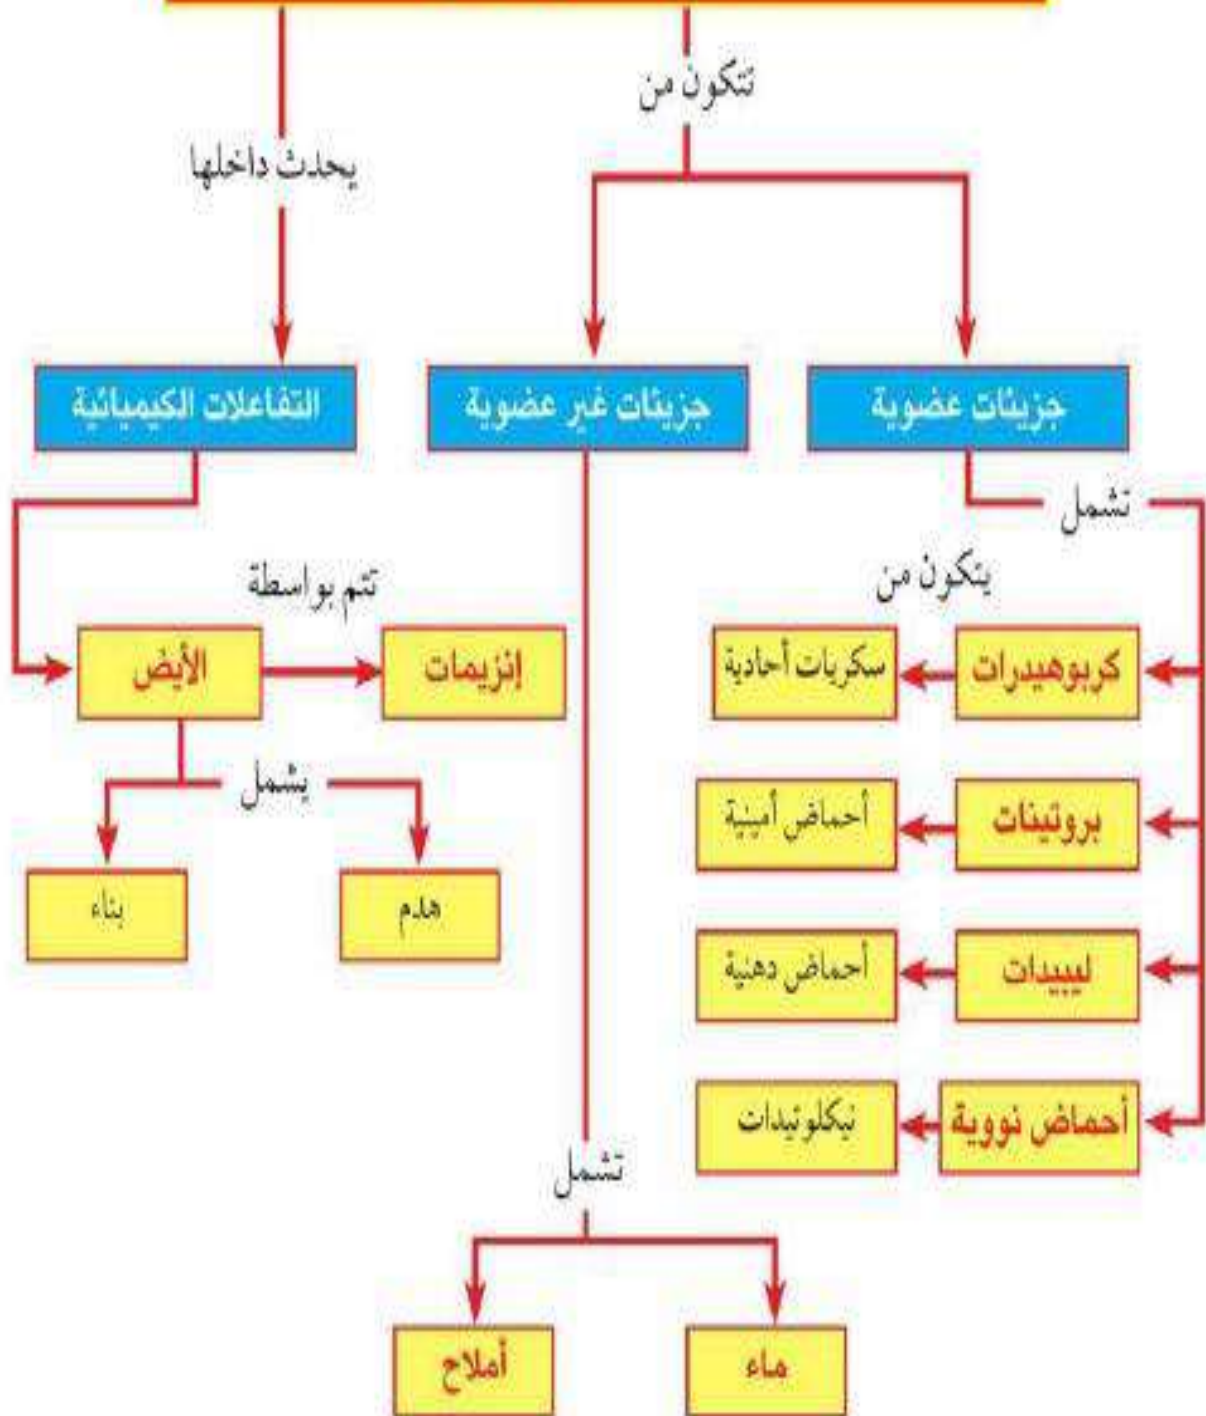 تتكون من
يحدث داخلها
جزيئات عضوية
جزيئات غير عضوية
التفاعلات الكيميائية
تشمل
يتكون من
تتم بواسطة
كربوهيدرات
سكريات أحادية
إنزيمات
الأيض
يشمل
بروتينات
أحماض أمينية
هدم
بناء
ليبيدات
أحماض دهنية
أحماض نووية
نيكلوتيدات
تشمل
ماء
أملاح